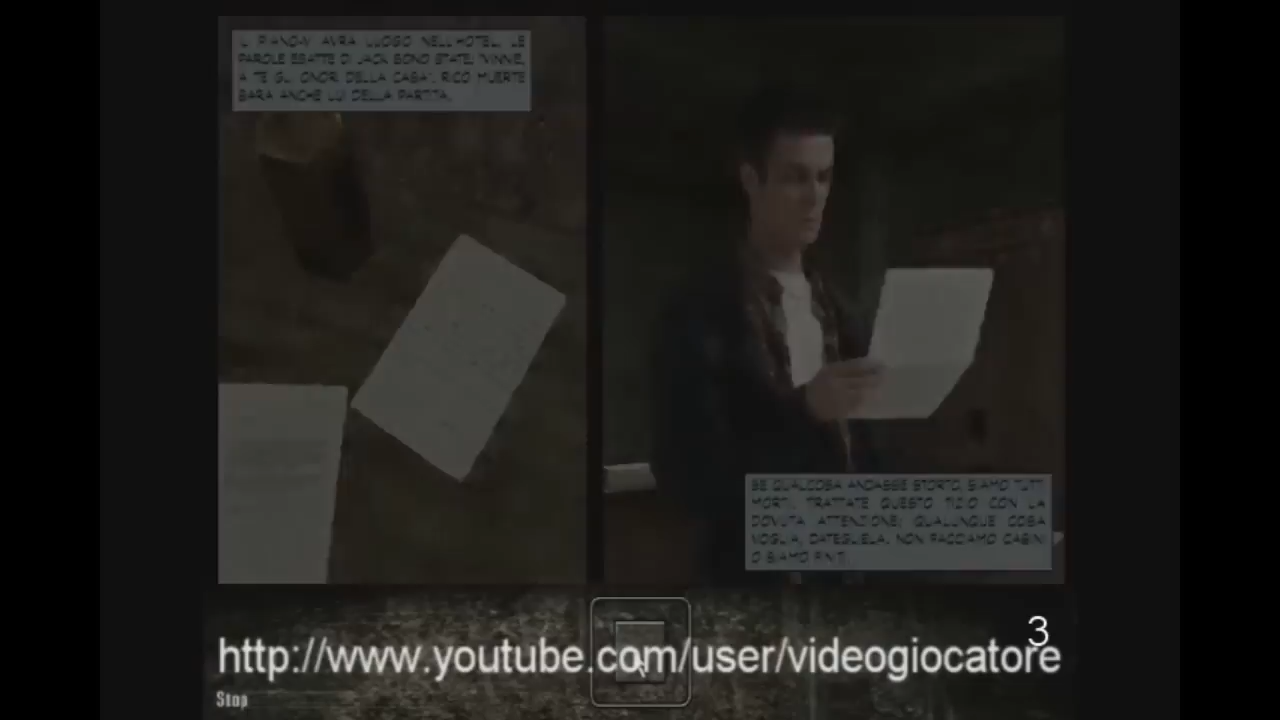 IL PIANO-V AVRÀ LUOGO NELL'HOTEL. LE
PAROLE ESATTE DI JACK SONO STATE: "VINNIE,
A TE GLI ONORI DELLA CASA". RICO MUERTE
SARÀ ANCHE LUI DELLA PARTITA.
SE QUALCOSA ANDASSE STORTO, SIAMO TUTTI
MORTI. TRATTATE QUESTO TIZIO CON LA
DOVUTA ATTENZIONE; QUALUNQUE COSA
VOGLIA, DATEGLIELA. NON FACCIAMO CASINI
O SIAMO FINITI.
3
http://www.youtube.com/user/videogiocatore
Stop